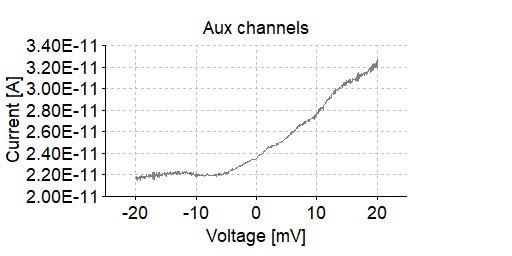 Aux channels
3.40E-11
3.20E-11
3.00E-11
2.80E-11
2.60E-11
2.40E-11
2.20E-11
2.00E-11
Current [A]
-20 -10 0 10 20
Voltage [mV]